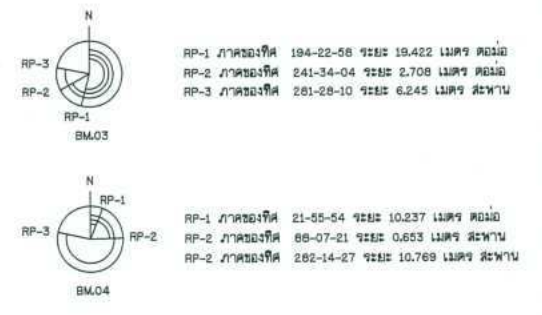 N
RP-3
RP-2
RP-1
BM.03
RP-1 ภาคของทิศ 194-22-58 ระยะ 19.422 เมตร ตอม่อ
RP-2 ภาคของทิศ 241-34-04 ระยะ 2.708 เมตร ตอม่อ
RP-3 ภาคของทิศ 281-28-10 ระยะ 6.245 เมตร สะพาน
N
RP-1
RP-3
RP-2
BM.04
RP-1 ภาคของทิศ 21-55-54 ระยะ 10.237 เมตร ตอม่อ
RP-2 ภาคของทิศ 88-07-21 ระยะ 0.653 เมตร สะพาน
RP-2 ภาคของทิศ 282-14-27 ระยะ 10.769 เมตร สะพาน